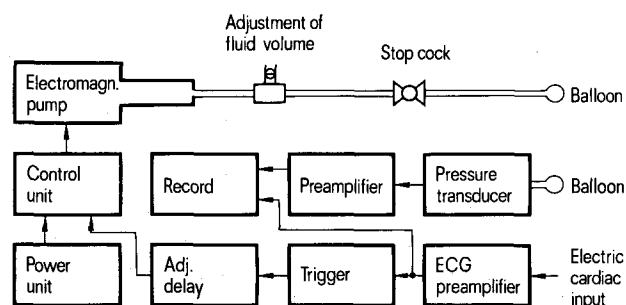 Adjustment of
fluid volume
Stop cock
Electromagn.
pump
Balloon
Control
unit
Record
Preamplifier
Pressure
transducer
Balloon
Power
unit
Adj.
delay
Trigger
ECG
preamplifier
Electric
cardiac
input